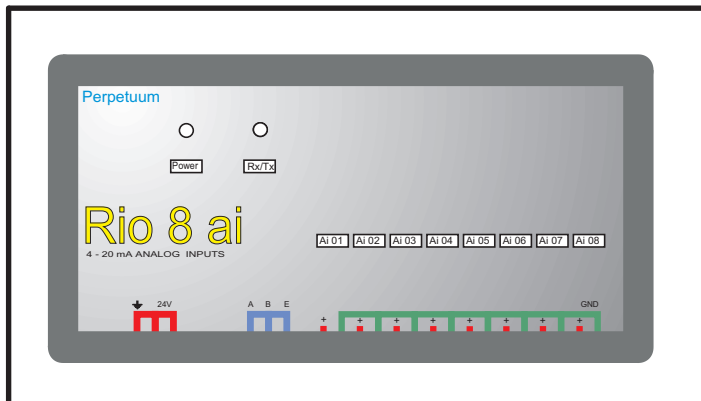 Perpetuum
Power Rx/Tx
Rio 8 ai
4 - 20 mA ANALOG INPUTS
Ai 01 Ai 02 Ai 03 Ai 04 Ai 05 Ai 06 Ai 07 Ai 08
24V A B E GND
+ + + + + + + +